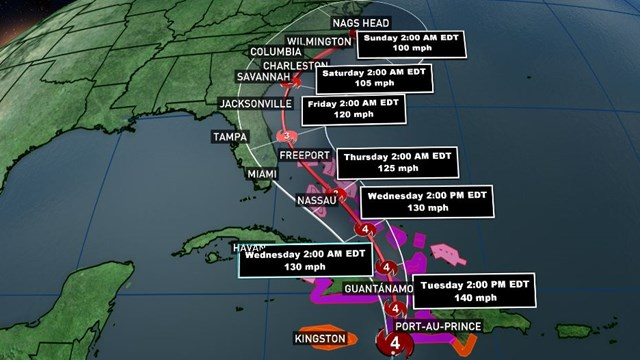 NAGS HEAD
Sunday 2:00 AM EDT
100 mph
WILMINGTON
COLUMBIA
CHARLESTON
Saturday 2:00 AM EDT
105 mph
SAVANNAH
JACKSONVILLE
Friday 2:00 AM EDT
120 mph
TAMPA
3
FREEPORT
Thursday 2:00 AM EDT
125 mph
MIAMI
NASSAU
Wednesday 2:00 PM EDT
130 mph
4
HAVAN
Wednesday 2:00 AM EDT
130 mph
4
GUANTÁNAMO
Tuesday 2:00 PM EDT
140 mph
4
PORT-AU-PRINCE
KINGSTON
4